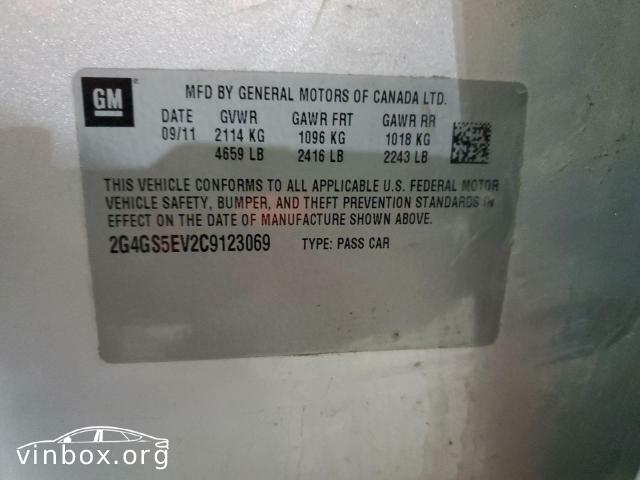 GM
MFD BY GENERAL MOTORS OF CANADA LTD.
DATE GVWR GAWR FRT GAWR RR
09/11 2114 KG 1096 KG 1018 KG
4659 LB 2416 LB 2243 LB
THIS VEHICLE CONFORMS TO ALL APPLICABLE U.S. FEDERAL MOTOR
VEHICLE SAFETY, BUMPER, AND THEFT PREVENTION STANDARDS IN
EFFECT ON THE DATE OF MANUFACTURE SHOWN ABOVE.
2G4GS5EV2C9123069 TYPE: PASS CAR
vinbox.org